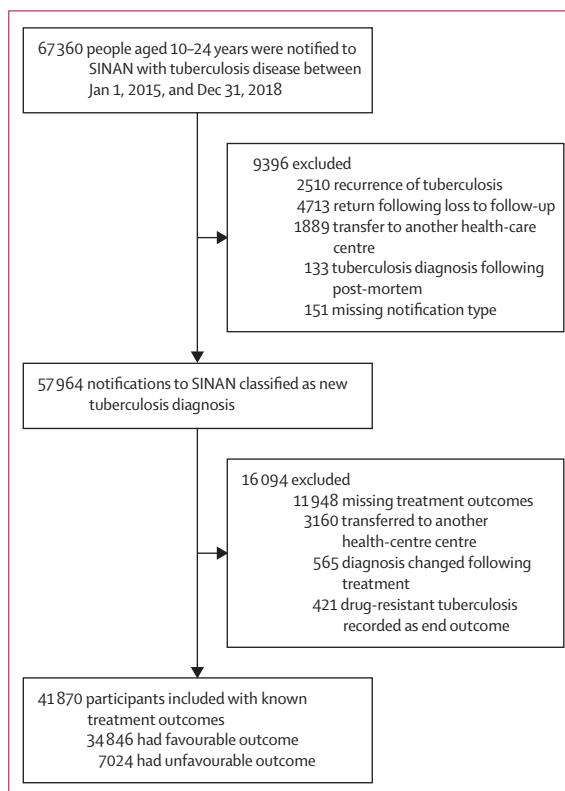 67 360 people aged 10–24 years were notified to
SINAN with tuberculosis disease between
Jan 1, 2015, and Dec 31, 2018
9396 excluded
2510 recurrence of tuberculosis
4713 return following loss to follow-up
1889 transfer to another health-care
centre
133 tuberculosis diagnosis following
post-mortem
151 missing notification type
57 964 notifications to SINAN classified as new
tuberculosis diagnosis
16 094 excluded
11 948 missing treatment outcomes
3160 transferred to another
health-centre centre
565 diagnosis changed following
treatment
421 drug-resistant tuberculosis
recorded as end outcome
41 870 participants included with known
treatment outcomes
34 846 had favourable outcome
7024 had unfavourable outcome